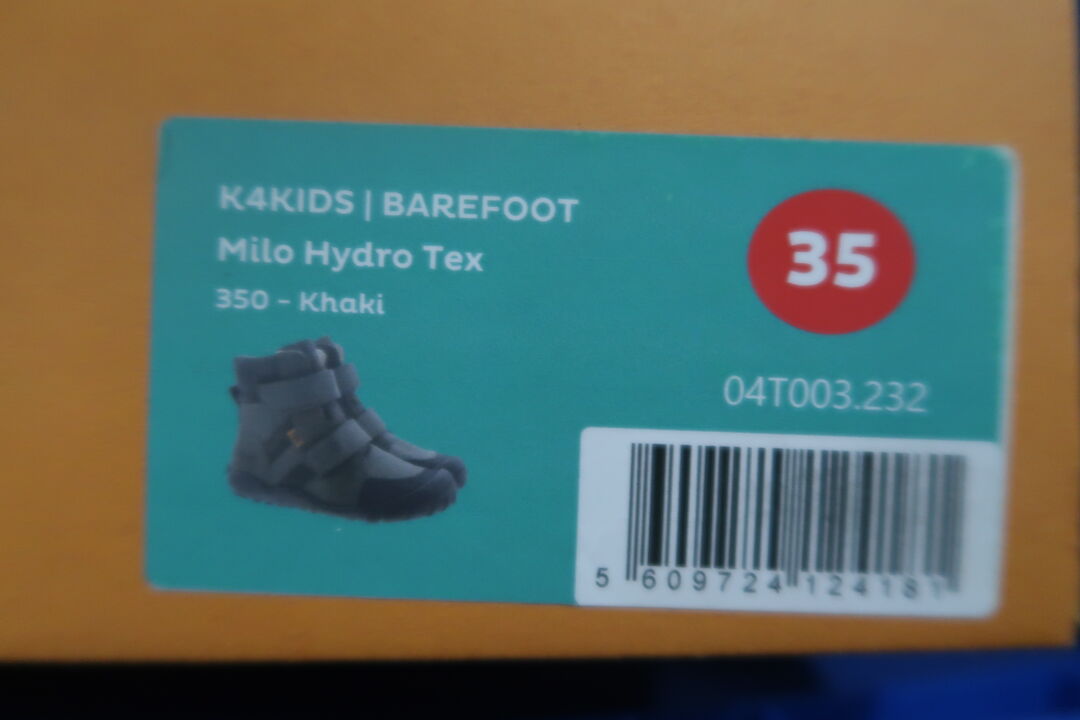 K4KIDS | BAREFOOT
Milo Hydro Tex
350 - Khaki
35
04T003.232
5 609724 124181